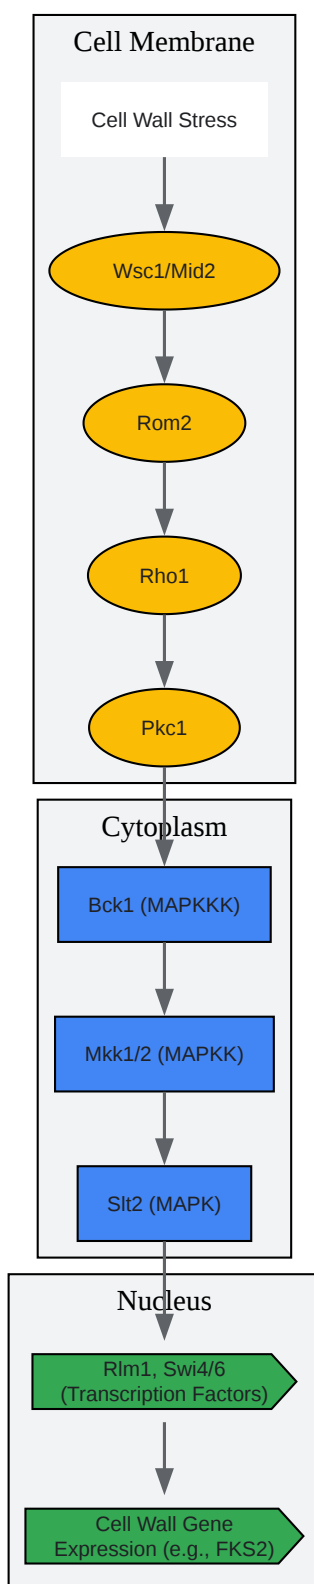 Cell Membrane
Cell Wall Stress
Wsc1/Mid2
Rom2
Rho1
Pkc1
Cytoplasm
Bck1 (MAPKKK)
Mkk1/2 (MAPKK)
Slt2 (MAPK)
Nucleus
Rlm1, Swi4/6
(Transcription Factors)
Cell Wall Gene
Expression (e.g., FKS2)